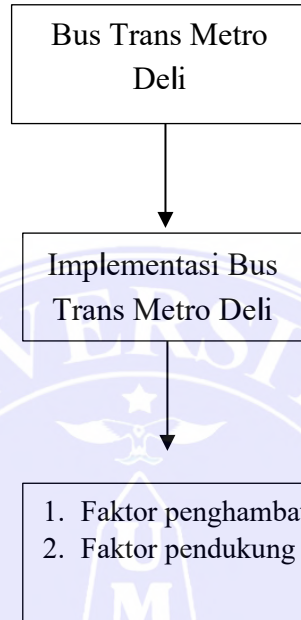 Bus Trans Metro
Deli
Implementasi Bus
Trans Metro Deli
1. Faktor penghambat
2. Faktor pendukung